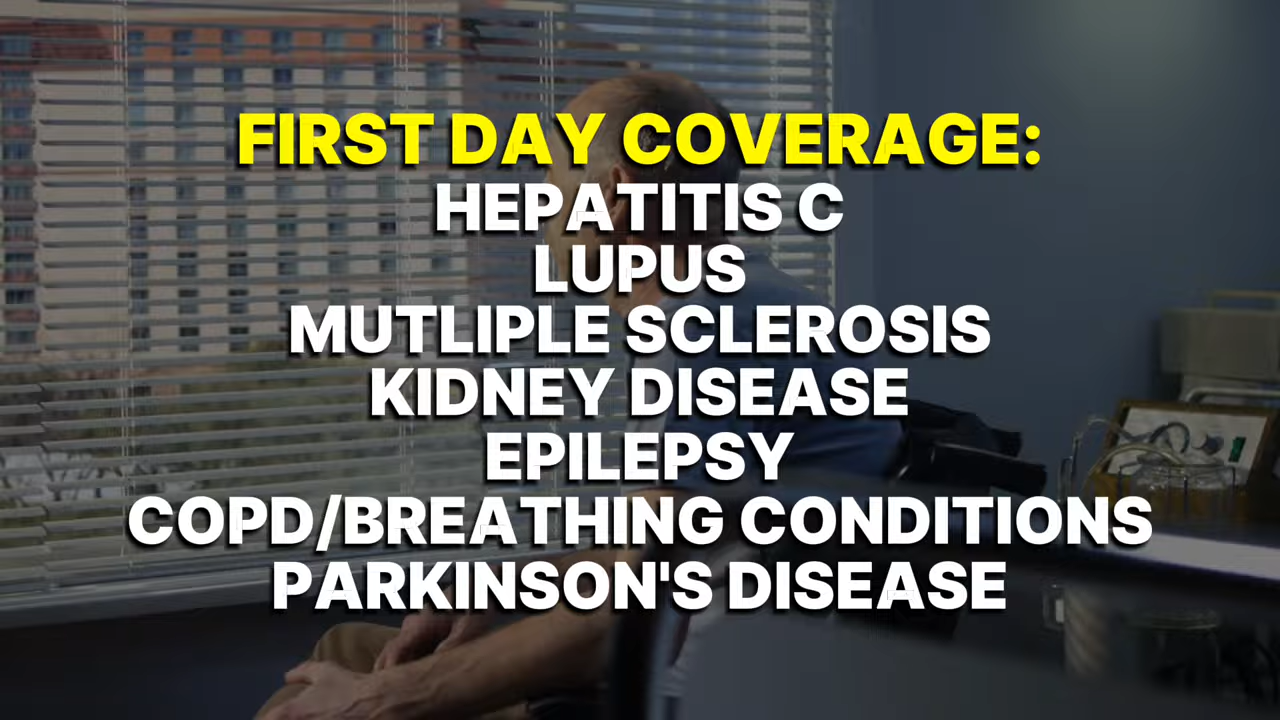 FIRST DAY COVERAGE:
HEPATITIS C
LUPUS
MUTLIPLE SCLEROSIS
KIDNEY DISEASE
EPILEPSY
COPD/BREATHING CONDITIONS
PARKINSON'S DISEASE